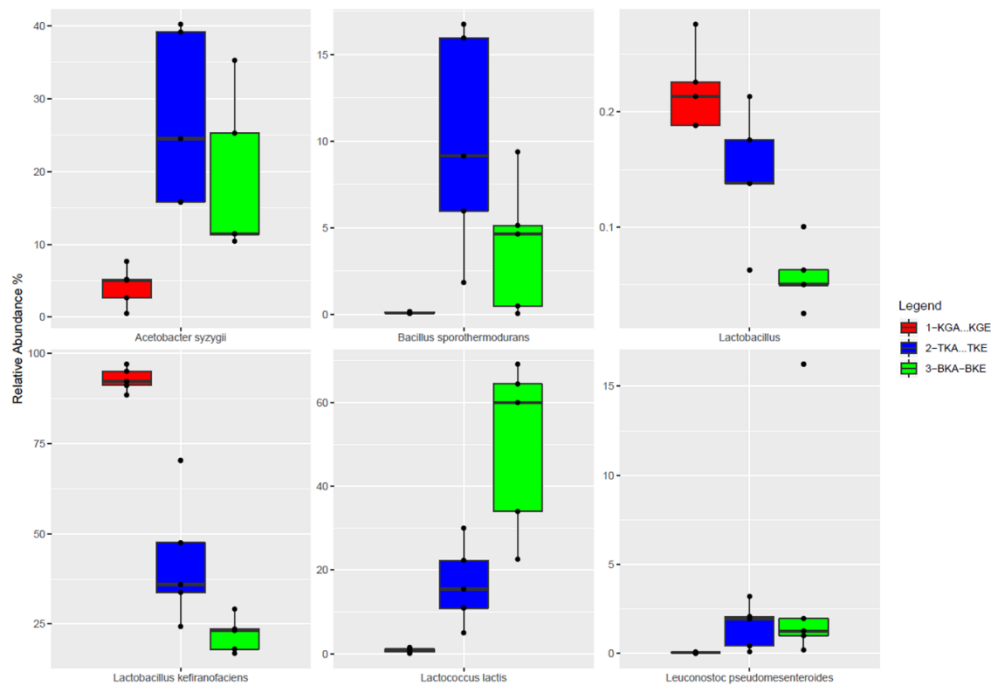 Relative Abundance %
40
30
20
10
0
Acetobacter syzygii
15
10
5
0
Bacillus sporothermodurans
0.2
0.1
Lactobacillus
100
75
50
25
Lactobacillus kefiranofaciens
60
40
20
0
Lactococcus lactis
15
5
0
Leuconostoc pseudomesenteroides
Legend
1-KGA...KGE
2-TKA...TKE
3-BKA-BKE